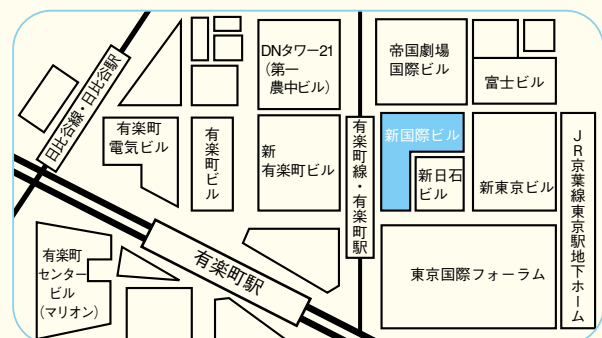 DNタワー21
（第一
農中ビル）
帝国劇場
国際ビル
富士ビル
日比谷線・日比谷駅
有楽町
電気ビル
有楽町ビル
新
有楽町ビル
有楽町線・有楽町駅
新国際ビル
新日石
ビル
新東京ビル
JR京葉線東京駅地下ホーム
有楽町
センター
ビル
（マリオン）
有楽町駅
東京国際フォーラム